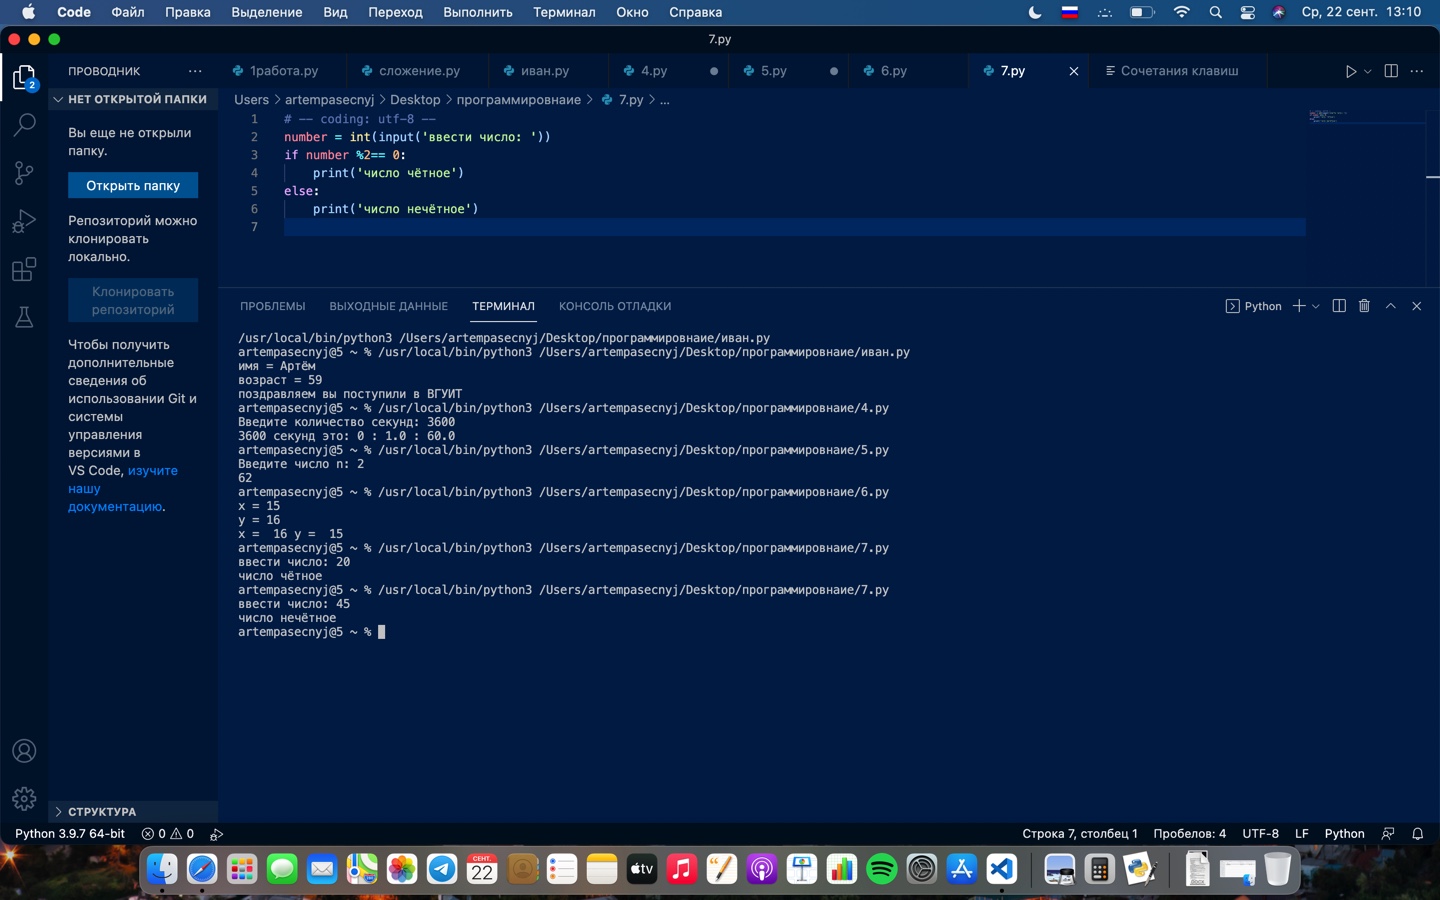 Code Файл Правка Выделение Вид Переход Выполнить Терминал Окно Справка Ср, 22 сент. 13:10
7.py
ПРОВОДНИК
1работа.py сложение.py иван.py 4.py 5.py 6.py 7.py Сочетания клавиш
НЕТ ОТКРЫТОЙ ПАПКИ
Вы еще не открыли
папку.
Открыть папку
Репозиторий можно
клонировать
локально.
Клонировать
репозиторий
Чтобы получить
дополнительные
сведения об
использовании Git и
системы
управления
версиями в
VS Code, изучите
нашу
документацию.
СТРУКТУРА
Users > artempasecnyj > Desktop > программировнаие > 7.py > ...
1 # -- coding: utf-8 --
2 number = int(input('ввести число: '))
3 if number %2== 0:
4     print('число чётное')
5 else:
6     print('число нечётное')
7
ПРОБЛЕМЫ ВЫХОДНЫЕ ДАННЫЕ ТЕРМИНАЛ КОНСОЛЬ ОТЛАДКИ Python
/usr/local/bin/python3 /Users/artempasecnyj/Desktop/программировнаие/иван.py
artempasecnyj@5 ~ % /usr/local/bin/python3 /Users/artempasecnyj/Desktop/программировнаие/иван.py
имя = Артём
возраст = 59
поздравляем вы поступили в ВГУИТ
artempasecnyj@5 ~ % /usr/local/bin/python3 /Users/artempasecnyj/Desktop/программировнаие/4.py
Введите количество секунд: 3600
3600 секунд это: 0 : 1.0 : 60.0
artempasecnyj@5 ~ % /usr/local/bin/python3 /Users/artempasecnyj/Desktop/программировнаие/5.py
Введите число n: 2
62
artempasecnyj@5 ~ % /usr/local/bin/python3 /Users/artempasecnyj/Desktop/программировнаие/6.py
x = 15
y = 16
x =  16 y =  15
artempasecnyj@5 ~ % /usr/local/bin/python3 /Users/artempasecnyj/Desktop/программировнаие/7.py
ввести число: 20
число чётное
artempasecnyj@5 ~ % /usr/local/bin/python3 /Users/artempasecnyj/Desktop/программировнаие/7.py
ввести число: 45
число нечётное
artempasecnyj@5 ~ %
Python 3.9.7 64-bit 0 0 Строка 7, столбец 1 Пробелов: 4 UTF-8 LF Python
2
СЕНТ.
22
tv